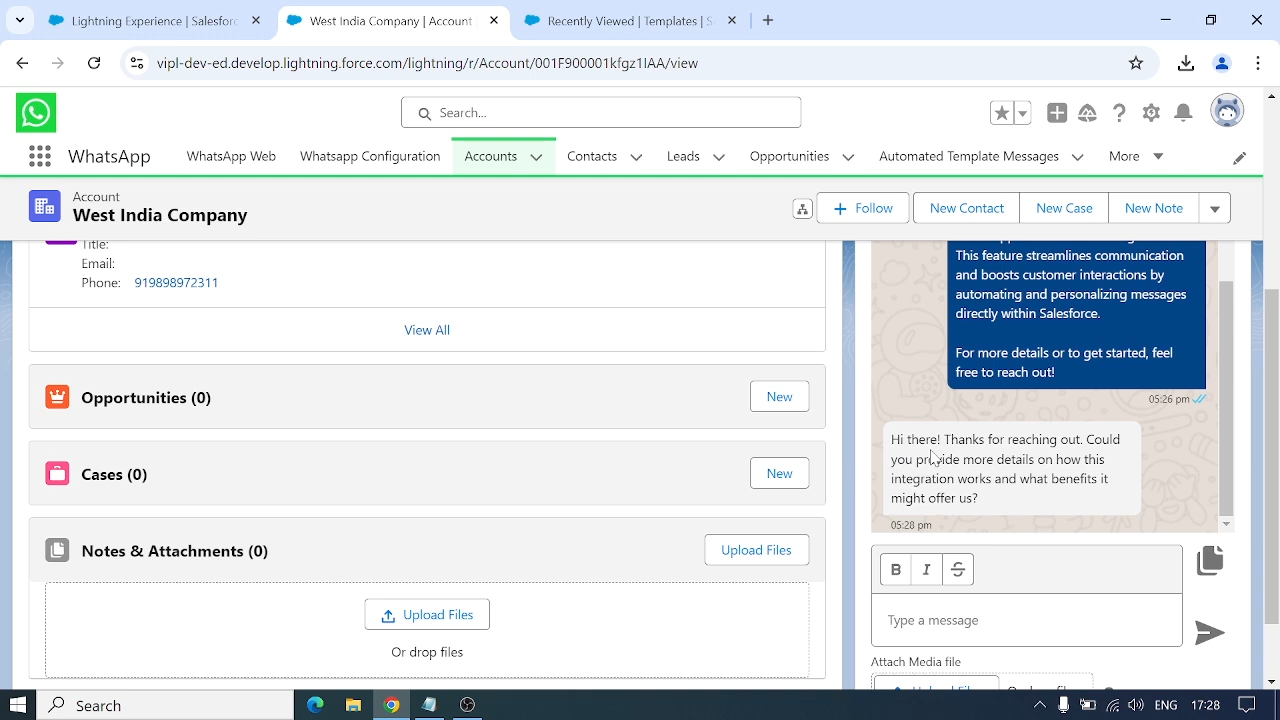 Lightning Experience | Salesforc
West India Company | Account
Recently Viewed | Templates | S
vipl-dev-ed.develop.lightning.force.com/lightning/r/Account/001F900001kfgz1IAA/view
Search...
WhatsApp
WhatsApp Web
Whatsapp Configuration
Accounts
Contacts
Leads
Opportunities
Automated Template Messages
More
Account
West India Company
Follow
New Contact
New Case
New Note
Title:
Email:
Phone: 919898972311
View All
Opportunities (0)
New
Cases (0)
New
Notes & Attachments (0)
Upload Files
Upload Files
Or drop files
This feature streamlines communication
and boosts customer interactions by
automating and personalizing messages
directly within Salesforce.
For more details or to get started, feel
free to reach out!
05:26 pm
Hi there! Thanks for reaching out. Could
you provide more details on how this
integration works and what benefits it
might offer us?
05:28 pm
B I S
Type a message
Attach Media file
Search
ENG
17:28